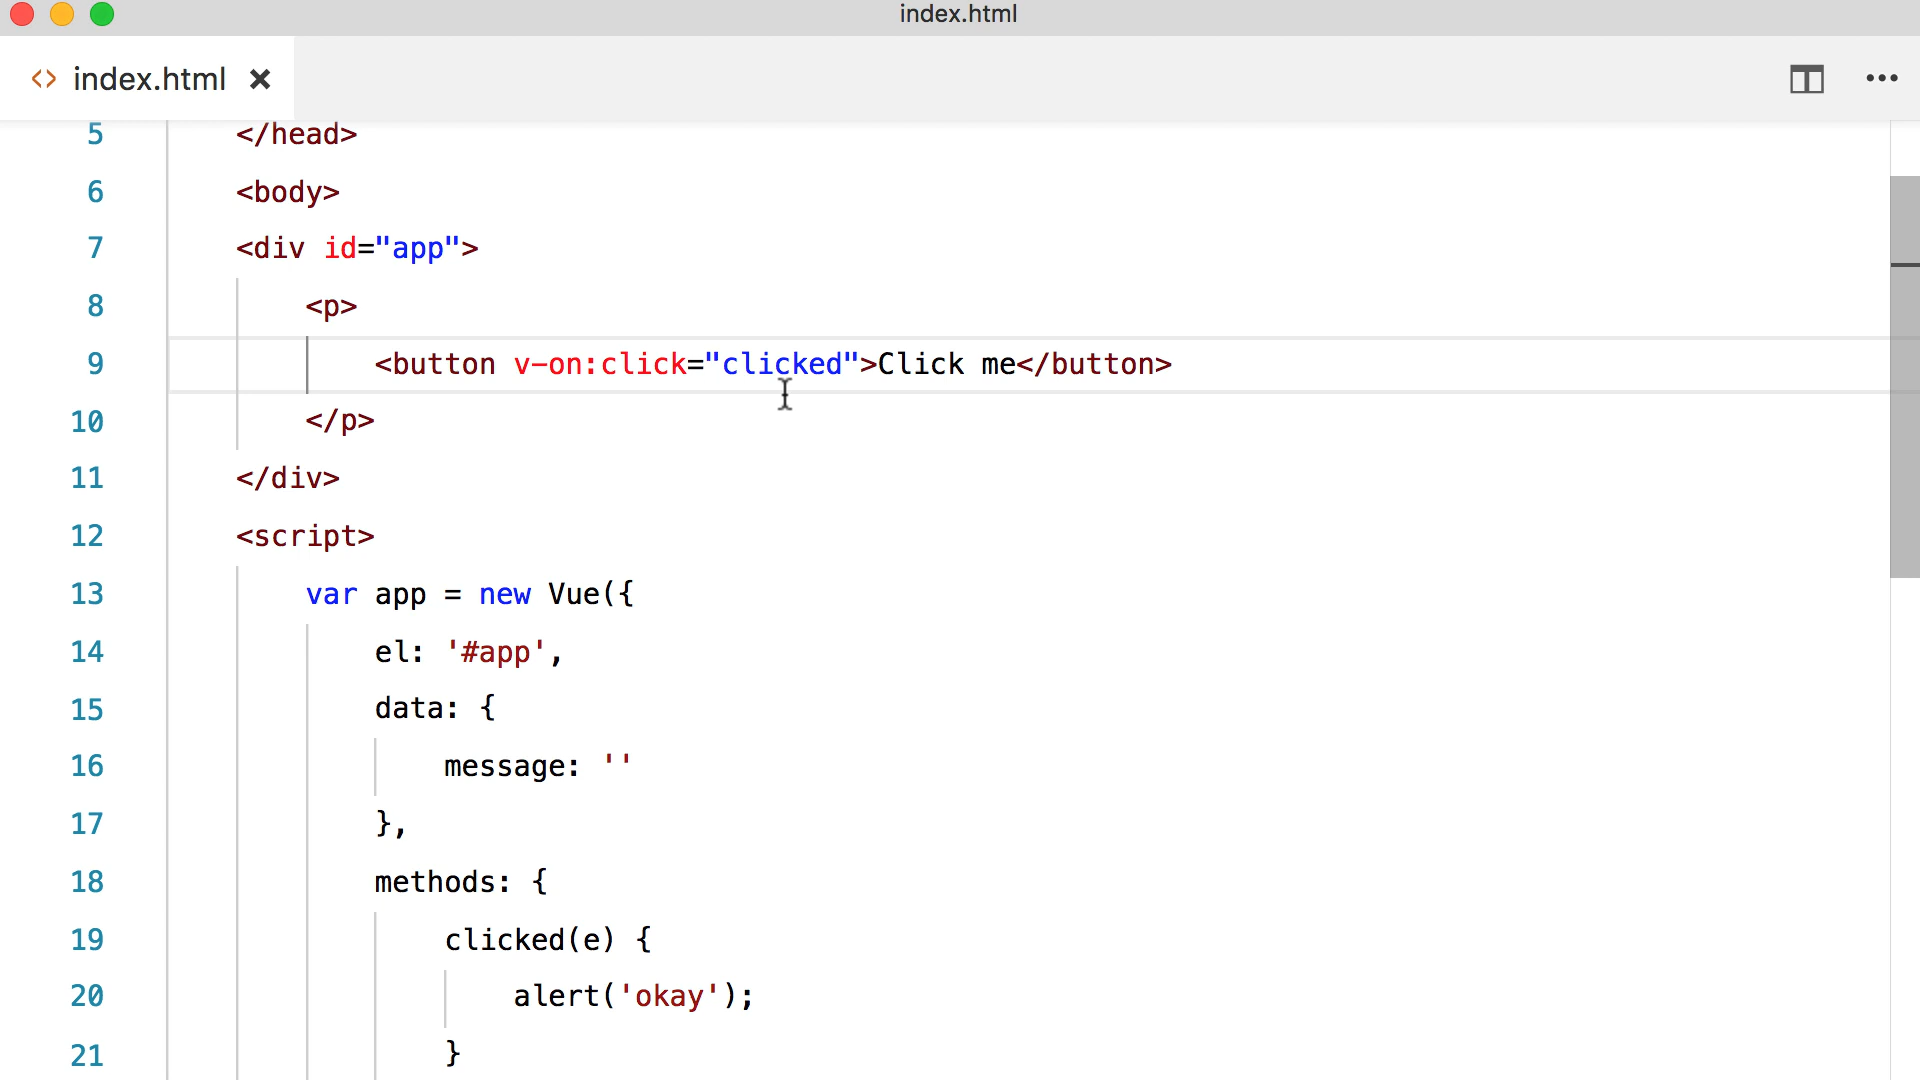 index.html
<> index.html ×
5 </head>
6 <body>
7 <div id="app">
8 <p>
9 <button v-on:click="clicked">Click me</button>
10 </p>
11 </div>
12 <script>
13 var app = new Vue({
14 el: '#app',
15 data: {
16 message: ''
17 },
18 methods: {
19 clicked(e) {
20 alert('okay');
21 }